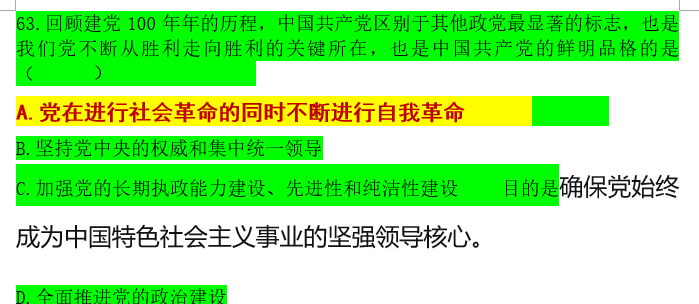 63.回顾建党 100 年年的历程，中国共产党区别于其他政党最显著的标志，也是
我们党不断从胜利走向胜利的关键所在，也是中国共产党的鲜明品格的是
（　　）
A.党在进行社会革命的同时不断进行自我革命
B.坚持党中央的权威和集中统一领导
C.加强党的长期执政能力建设、先进性和纯洁性建设　目的是确保党始终
成为中国特色社会主义事业的坚强领导核心。
D.全面推进党的政治建设